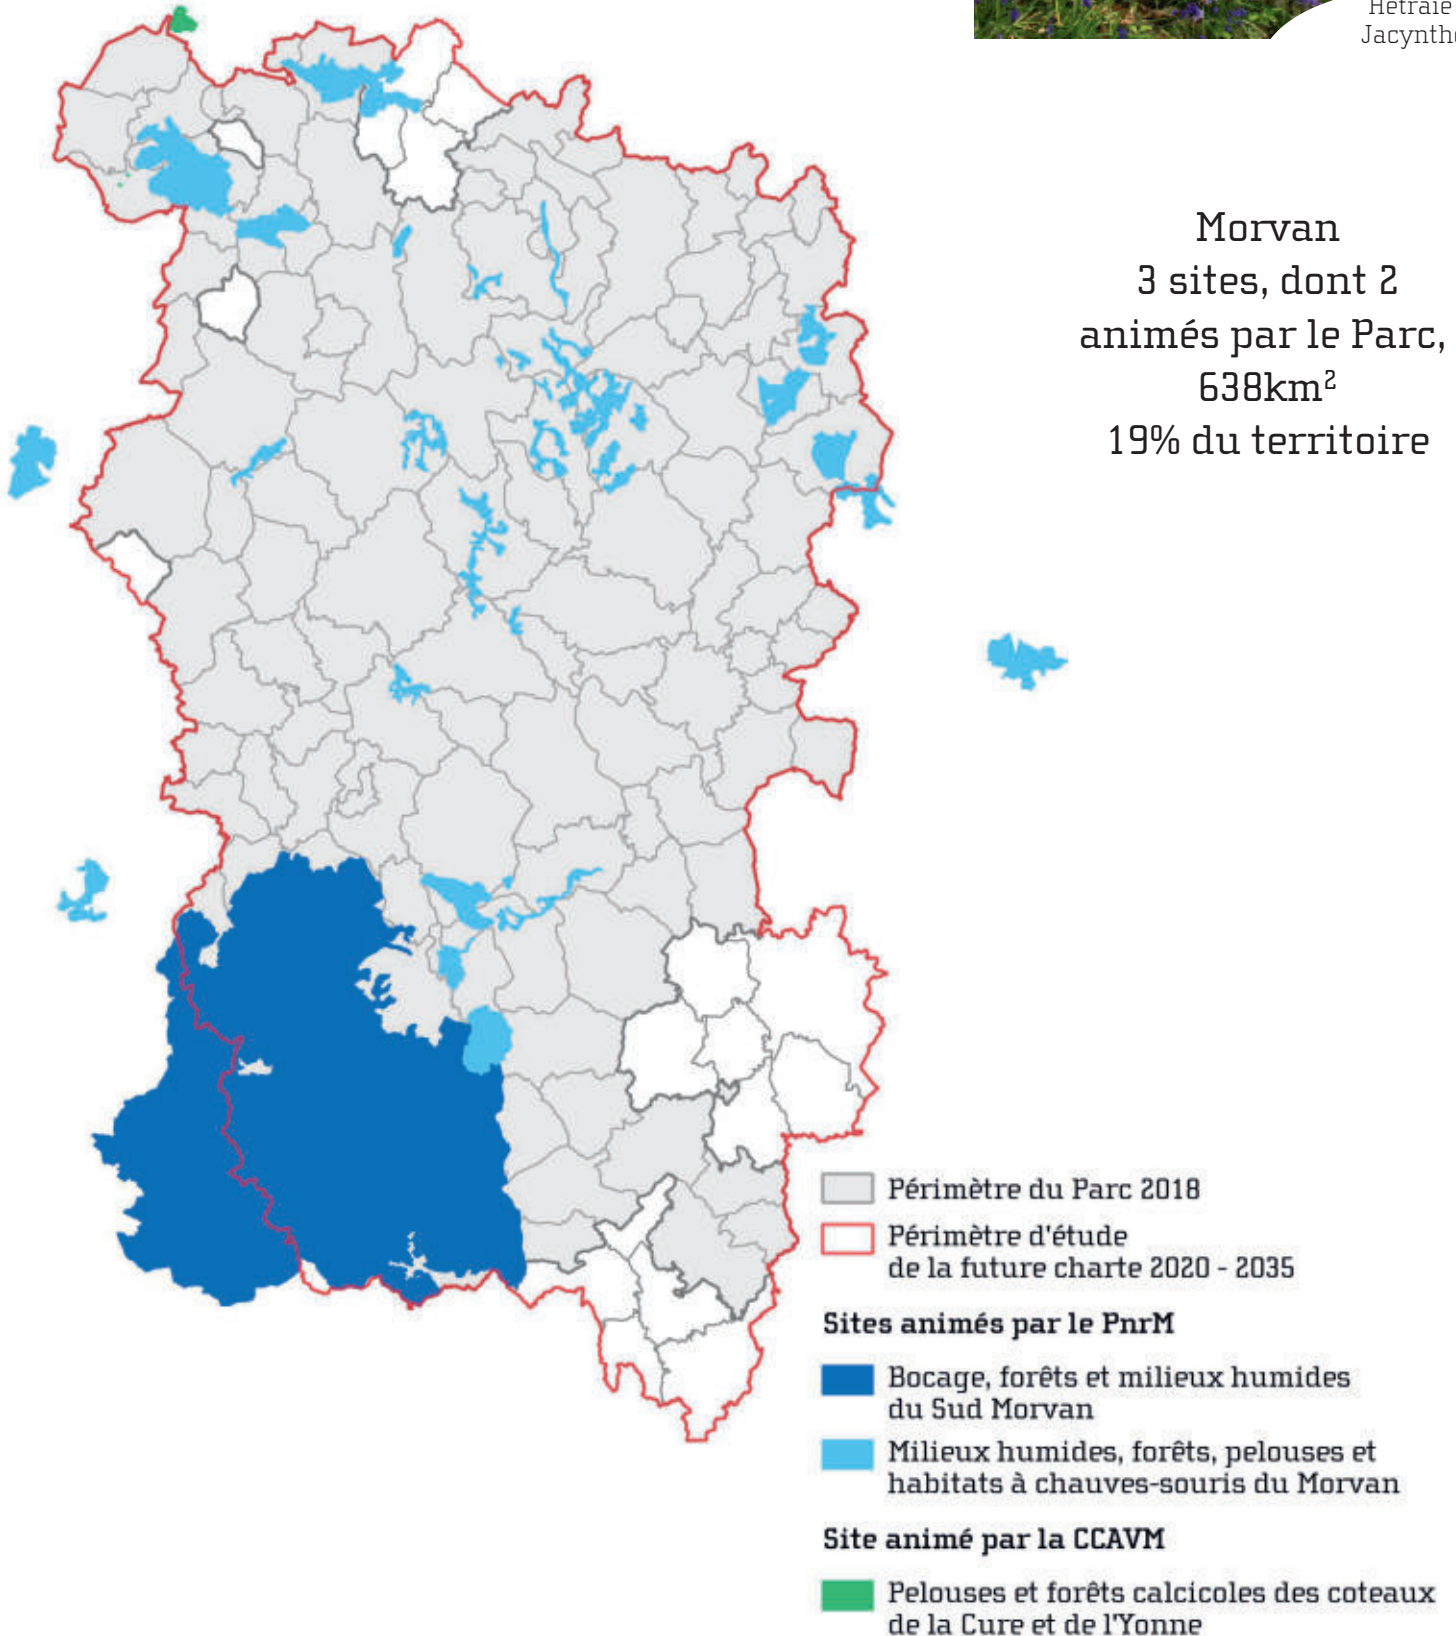 Hetraie
Jacynthe
Morvan
3 sites, dont 2
animés par le Parc,
638km²
19% du territoire
Périmètre du Parc 2018
Périmètre d'étude
de la future charte 2020 - 2035
Sites animés par le PnrM
Bocage, forêts et milieux humides
du Sud Morvan
Milieux humides, forêts, pelouses et
habitats à chauves-souris du Morvan
Site animé par la CCAVM
Pelouses et forêts calcicoles des coteaux
de la Cure et de l'Yonne